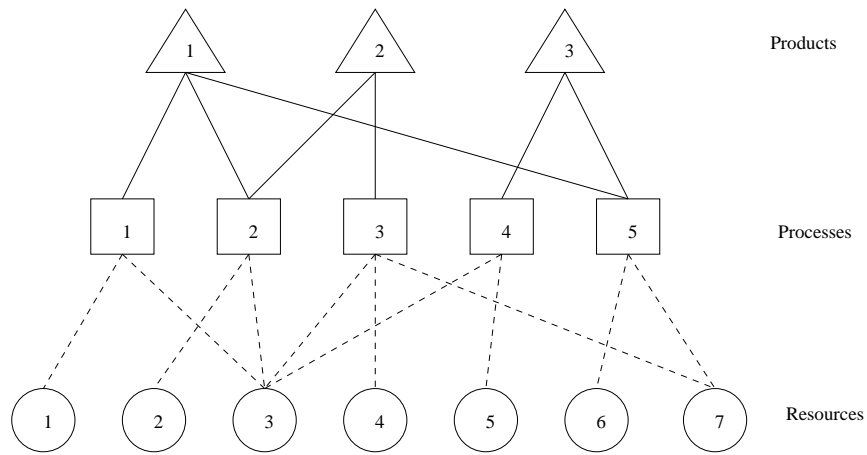 1 2 3 Products
1 2 3 4 5 Processes
1 2 3 4 5 6 7 Resources